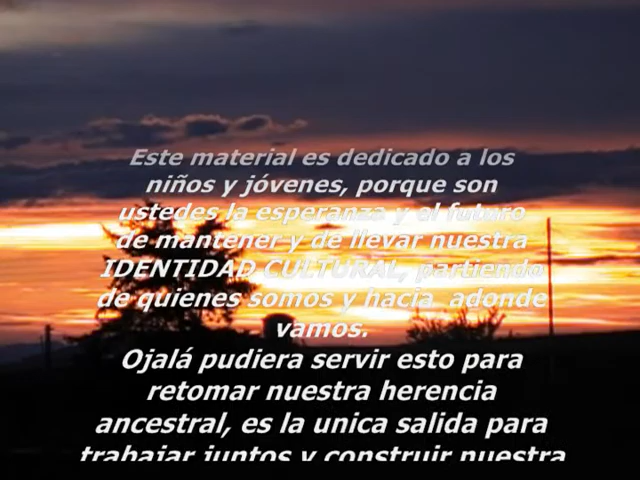 Este material es dedicado a los
niños y jóvenes, porque son
ustedes la esperanza y el futuro
de mantener y de llevar nuestra
IDENTIDAD CULTURAL, partiendo
de quienes somos y hacia adonde
vamos.
Ojalá pudiera servir esto para
retomar nuestra herencia
ancestral, es la unica salida para
trabajar juntos y construir nuestra